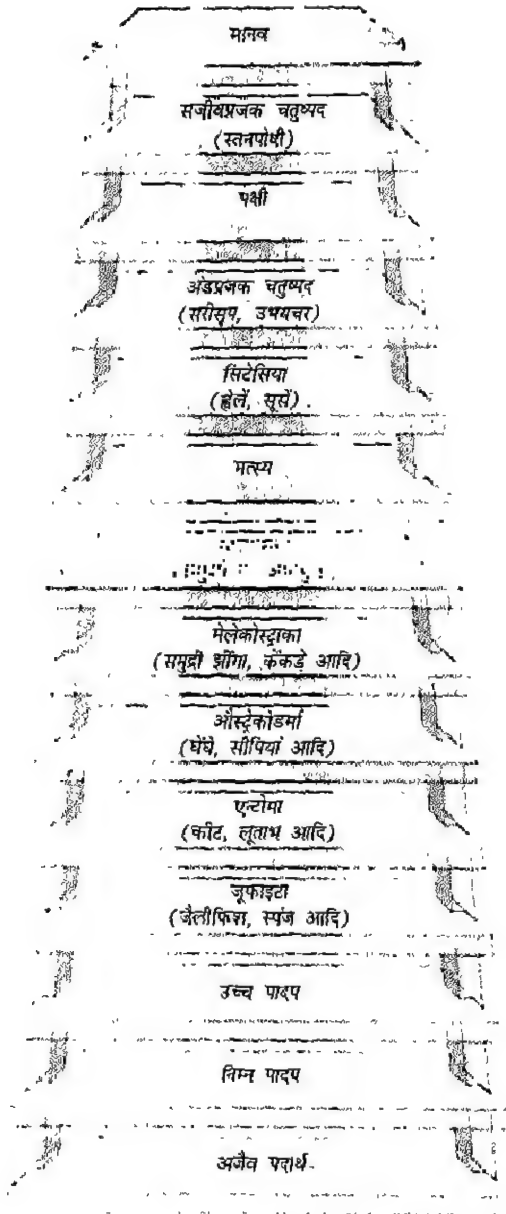 मानव
सजीवप्रजक चतुष्पद
(स्तनपोषी)
पक्षी
अंडप्रजक चतुष्पद
(सरीसृप, उभयचर)
सिटेसिया
(ह्वेलें, सूसें)
मत्स्य
मेलेकोस्ट्राका
(समुद्री झींगा, केकड़े आदि)
औस्ट्रेकोडर्मा
(घेंघे, सीपियां आदि)
एन्टोमा
(कीट, लूताभ आदि)
जूफाइटा
(जैलीफिश, स्पंज आदि)
उच्च पादप
निम्न पादप
अजैव पदार्थ